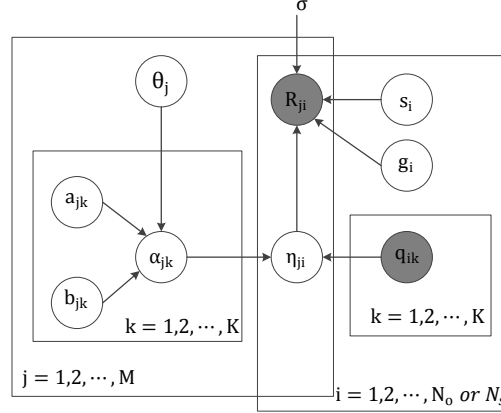 σ
θj
Rji
si
gi
ajk
αjk
ηji
qik
bjk
k = 1,2, ⋯ , K
k = 1,2, ⋯ , K
j = 1,2, ⋯ , M
i = 1,2, ⋯ , No or Ns